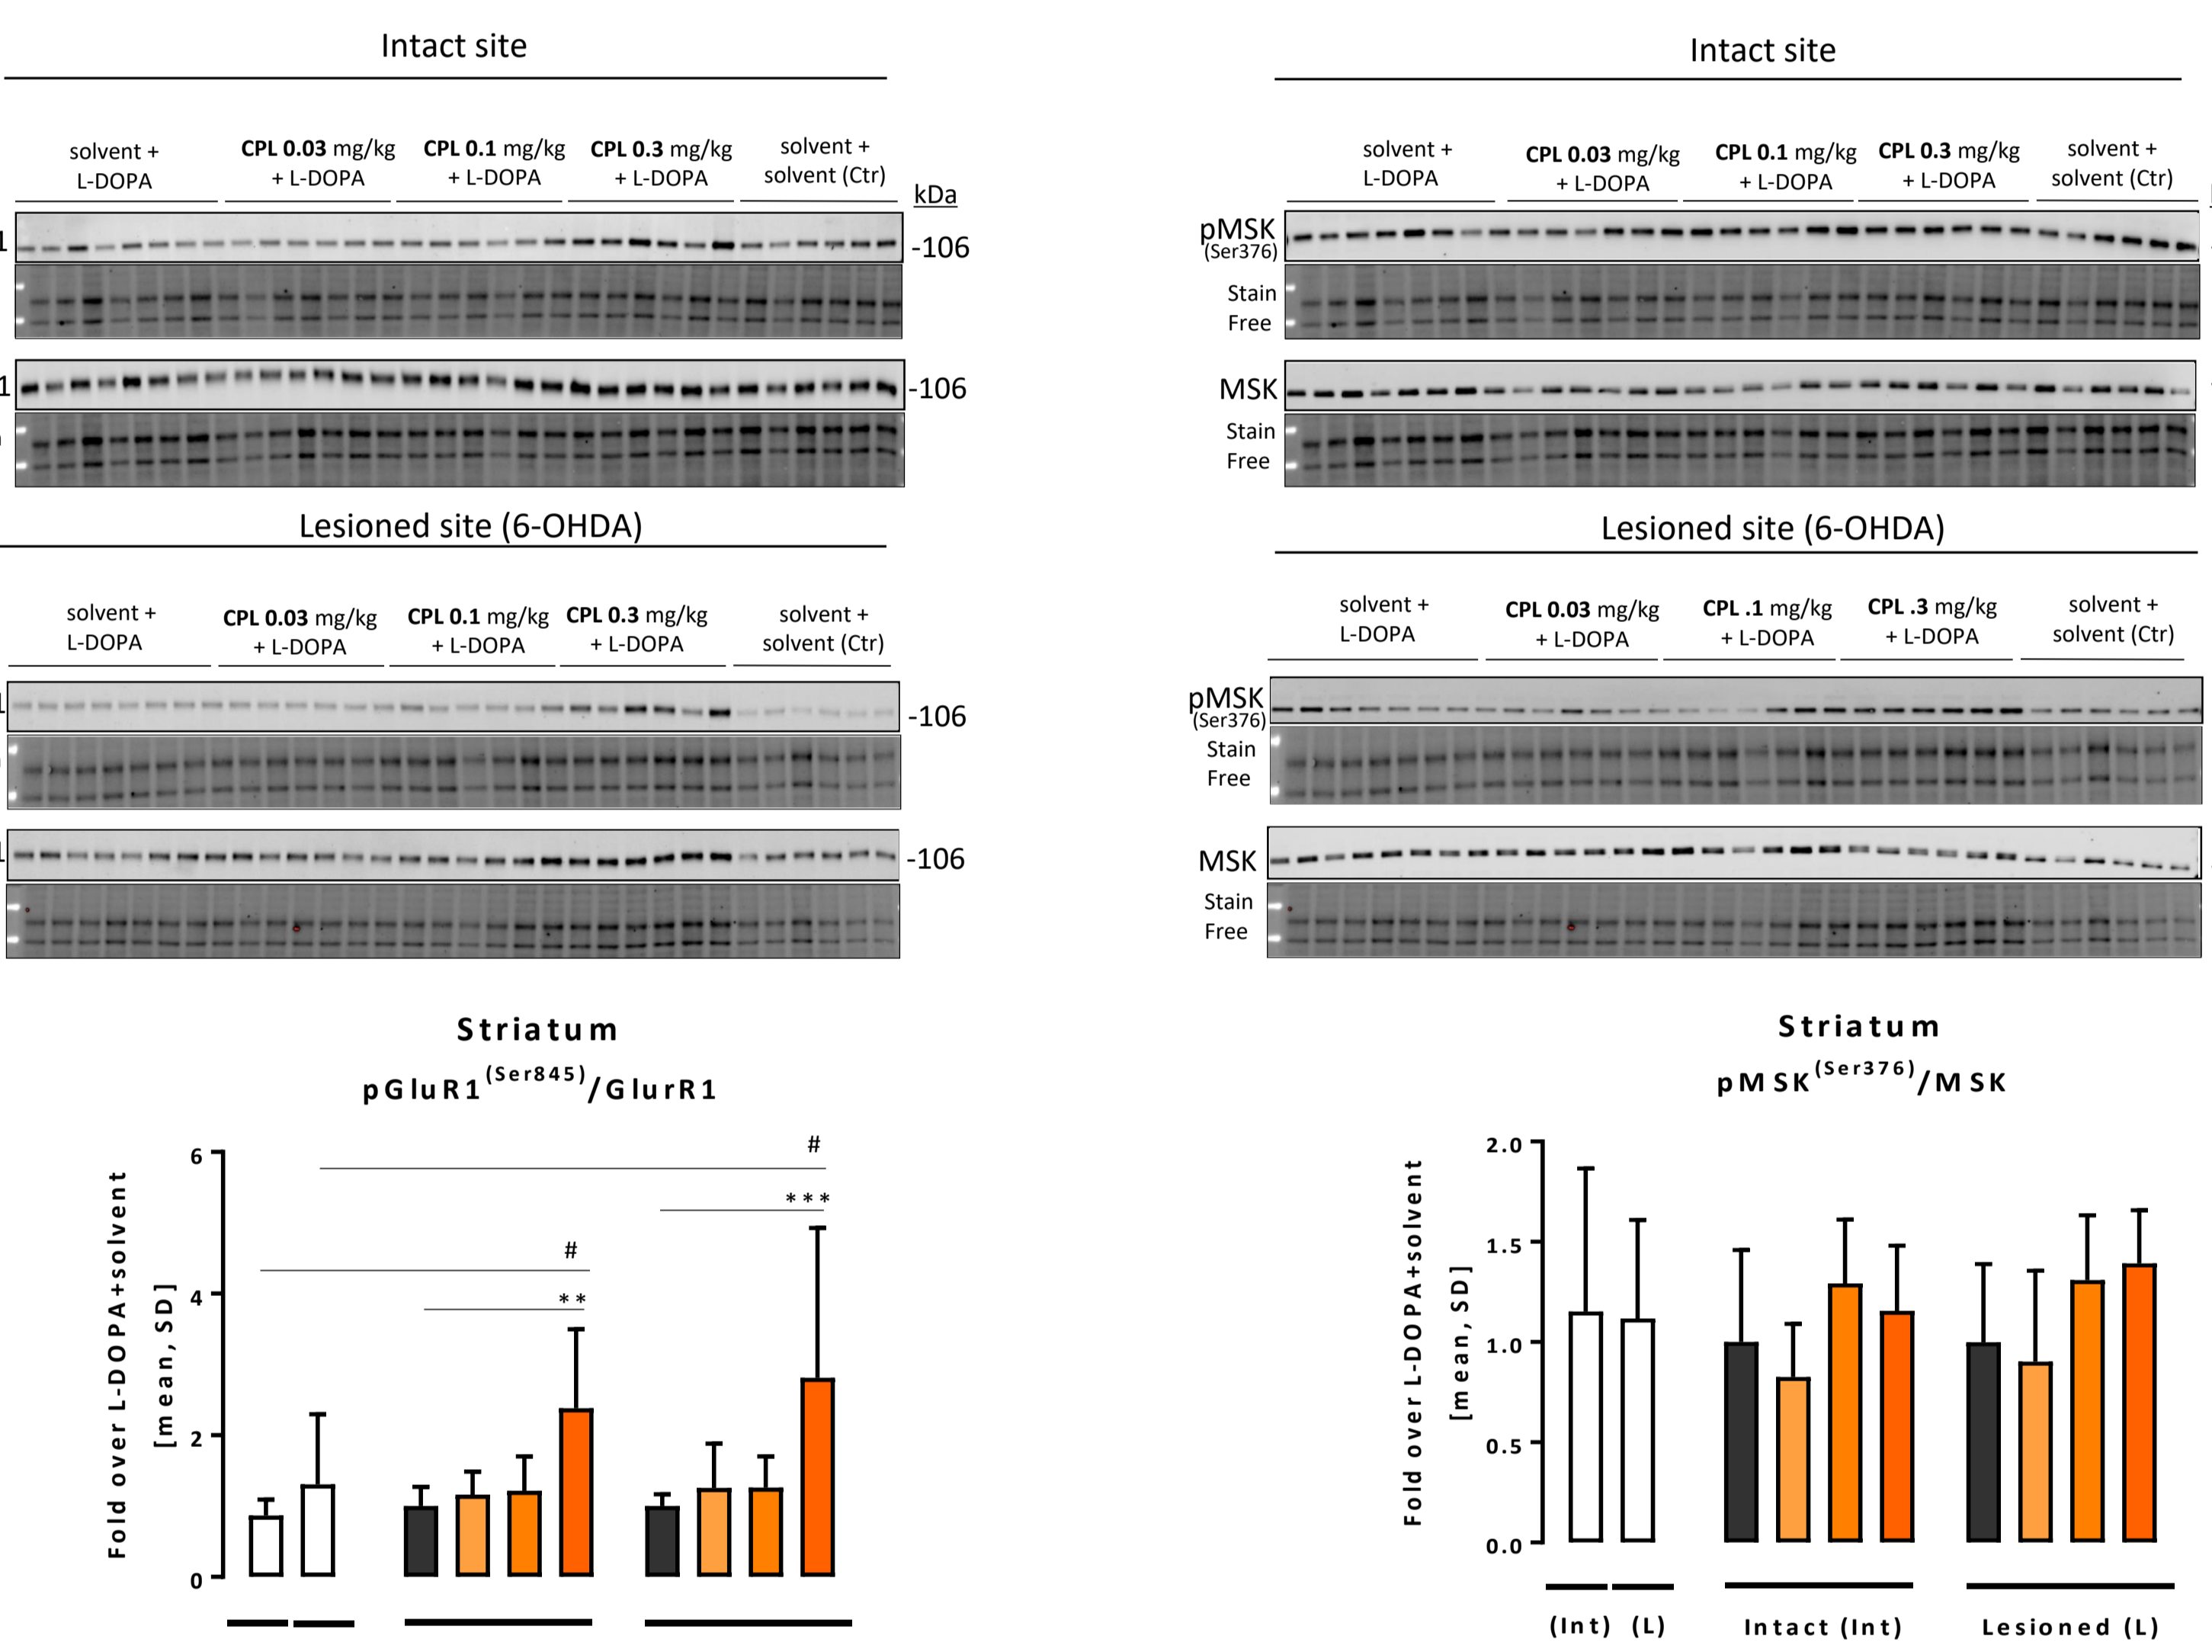 Intact site
solvent +
L-DOPA
CPL 0.03 mg/kg
+ L-DOPA
CPL 0.1 mg/kg
+ L-DOPA
CPL 0.3 mg/kg
+ L-DOPA
solvent +
solvent (Ctr)
kDa
1
-106
1
-106
Lesioned site (6-OHDA)
solvent +
L-DOPA
CPL 0.03 mg/kg
+ L-DOPA
CPL 0.1 mg/kg
+ L-DOPA
CPL 0.3 mg/kg
+ L-DOPA
solvent +
solvent (Ctr)
-106
-106
Striatum
pGluR1(Ser845)/GlurR1
Fold over L-DOPA+solvent
[mean, SD]
6
4
2
0
#
***
#
**
Intact site
solvent +
L-DOPA
CPL 0.03 mg/kg
+ L-DOPA
CPL 0.1 mg/kg
+ L-DOPA
CPL 0.3 mg/kg
+ L-DOPA
solvent +
solvent (Ctr)
pMSK
(Ser376)
Stain
Free
MSK
Stain
Free
Lesioned site (6-OHDA)
solvent +
L-DOPA
CPL 0.03 mg/kg
+ L-DOPA
CPL .1 mg/kg
+ L-DOPA
CPL .3 mg/kg
+ L-DOPA
solvent +
solvent (Ctr)
pMSK
(Ser376)
Stain
Free
MSK
Stain
Free
Striatum
pMSK(Ser376)/MSK
Fold over L-DOPA+solvent
[mean, SD]
2.0
1.5
1.0
0.5
0.0
(Int) (L) Intact (Int) Lesioned (L)